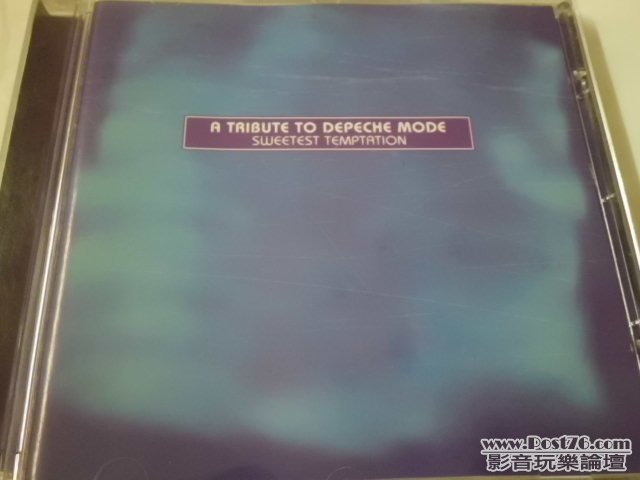 A TRIBUTE TO DEPECHE MODE
SWEETEST TEMPTATION
www.Post76.com
影音玩樂論壇